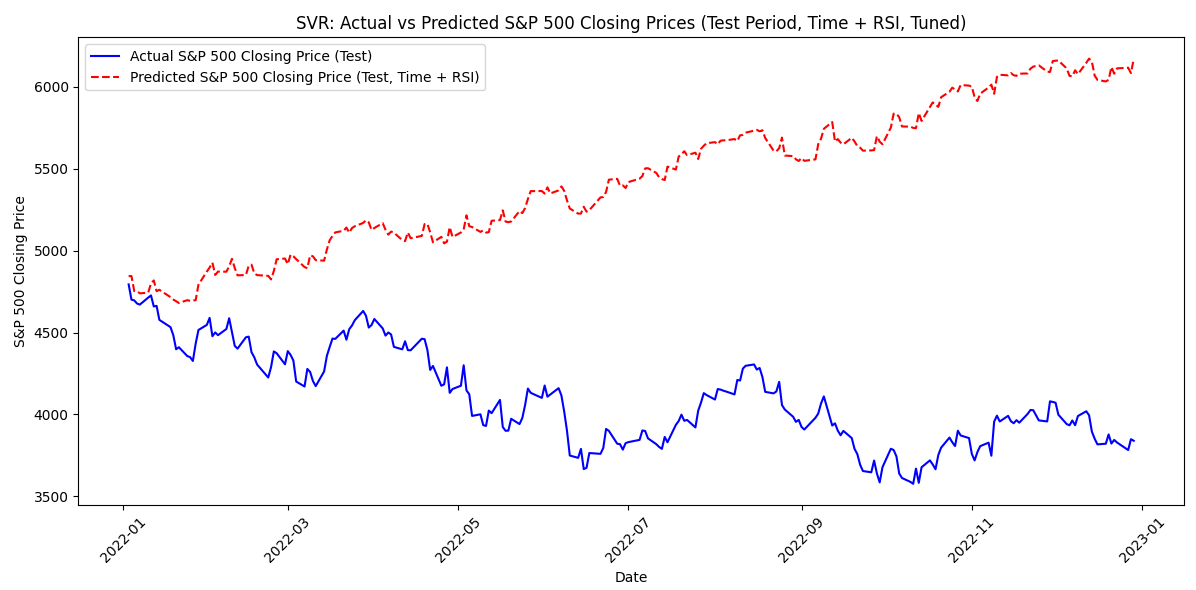 SVR: Actual vs Predicted S&P 500 Closing Prices (Test Period, Time + RSI, Tuned)
Actual S&P 500 Closing Price (Test)
Predicted S&P 500 Closing Price (Test, Time + RSI)
S&P 500 Closing Price
6000
5500
5000
4500
4000
3500
2022-01
2022-03
2022-05
2022-07
2022-09
2022-11
2023-01
Date